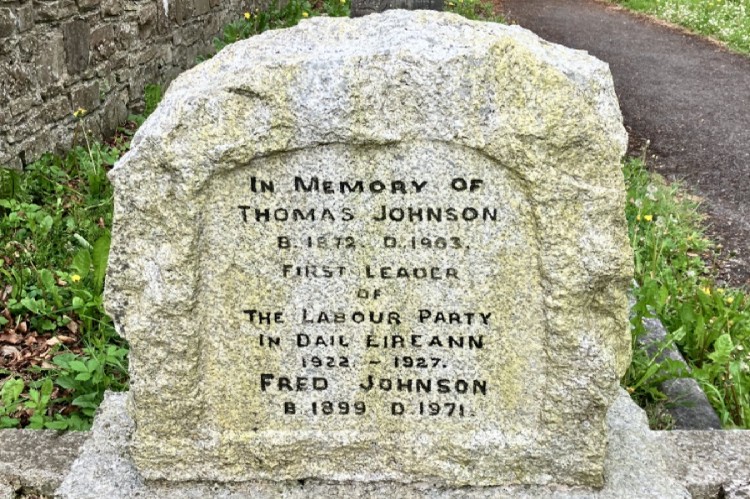 In Memory of
Thomas Johnson
B. 1872 D. 1963.
First Leader
of
The Labour Party
in Dail Eireann
1922 - 1927.
Fred Johnson
B. 1899 D. 1971.